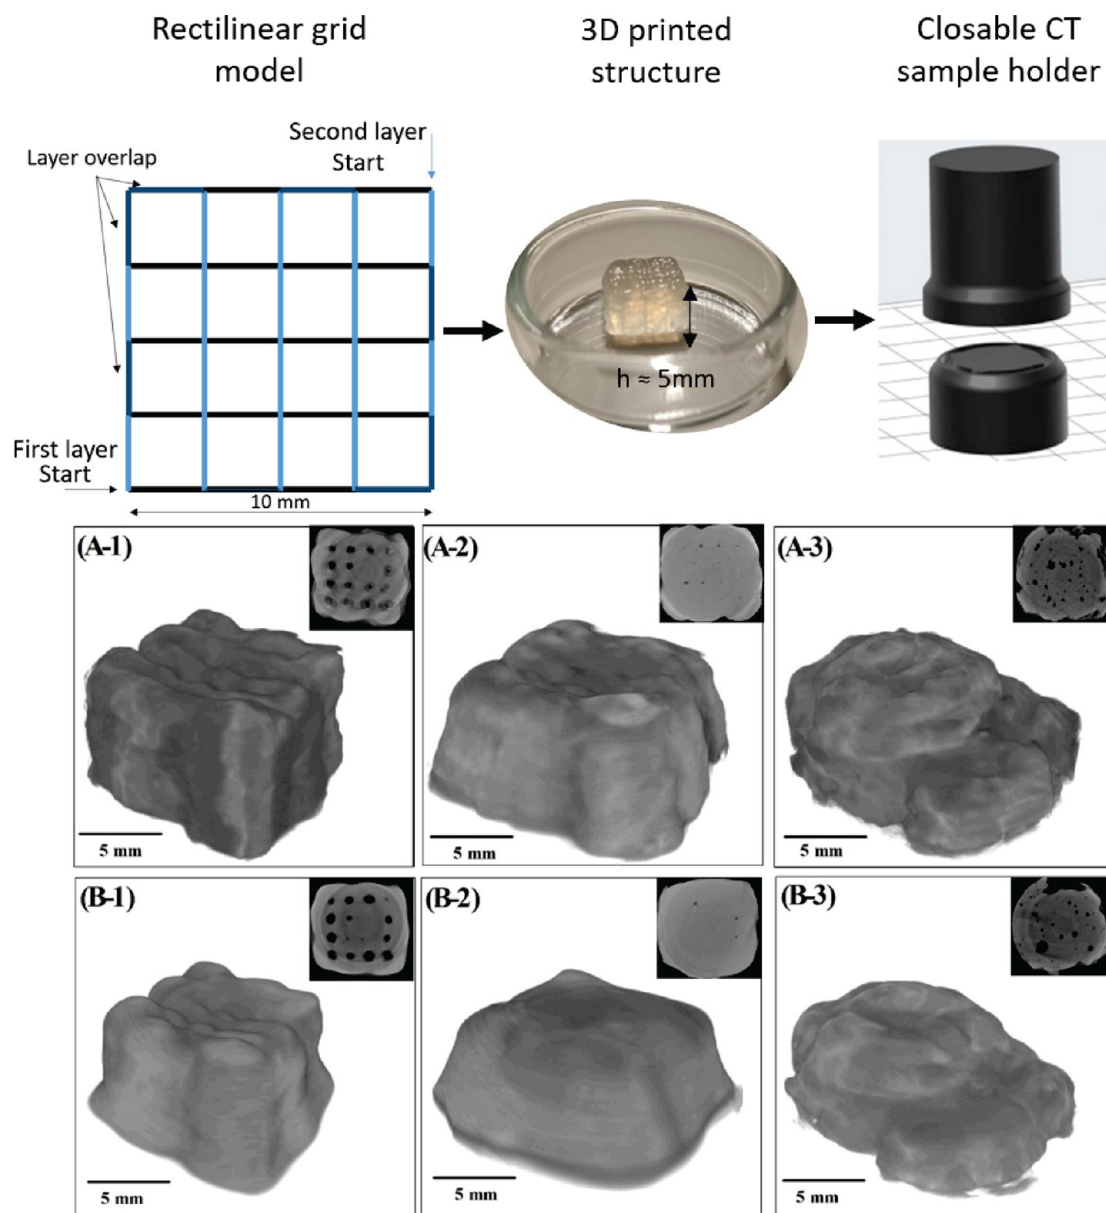 Rectilinear grid
model
3D printed
structure
Closable CT
sample holder
Second layer
Start
Layer overlap
First layer
Start
10 mm
h ≈ 5mm
(A-1)
5 mm
(A-2)
5 mm
(A-3)
5 mm
(B-1)
5 mm
(B-2)
5 mm
(B-3)
5 mm